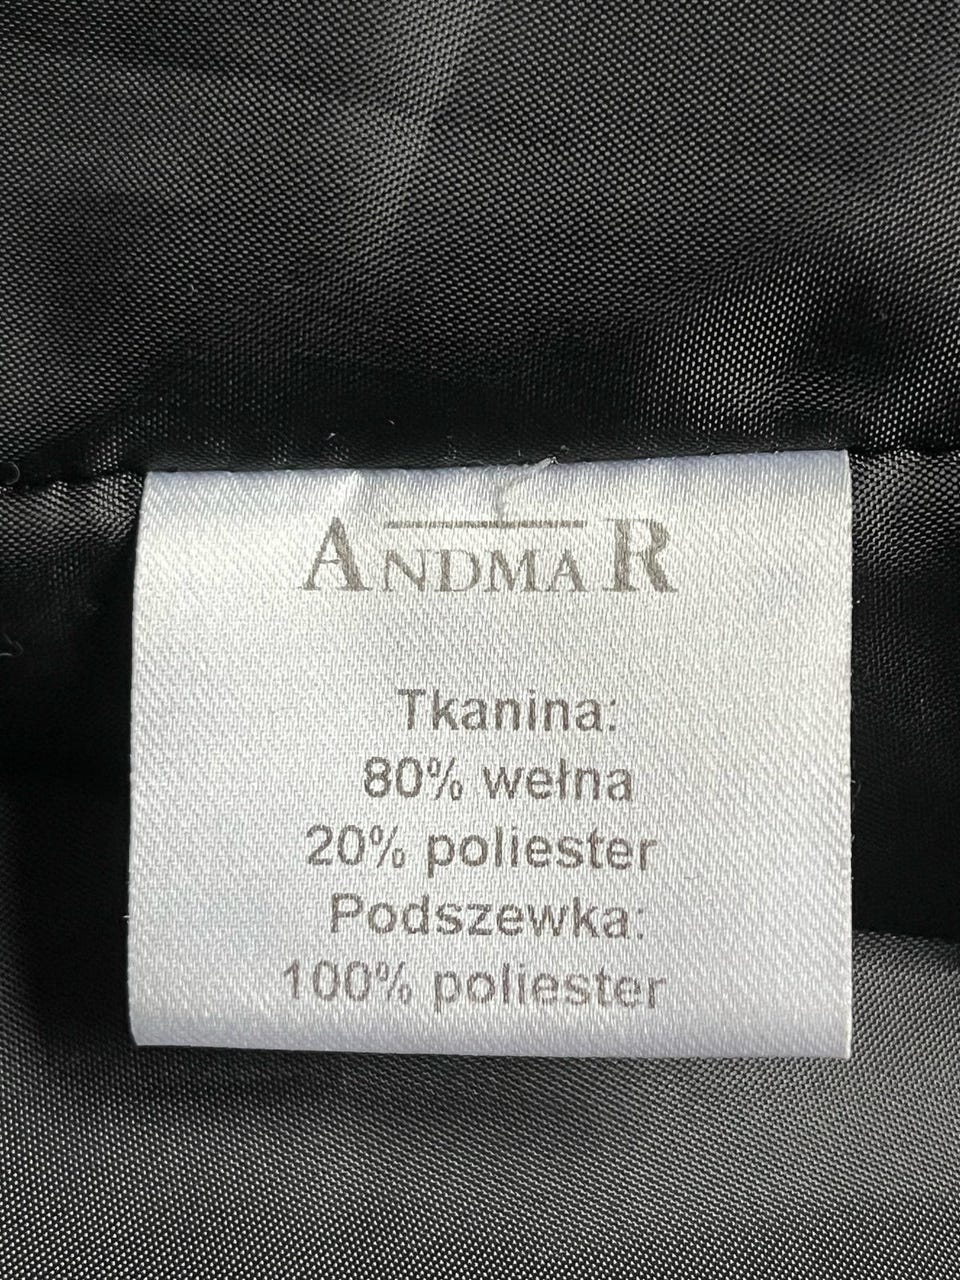 ANDMAR
Tkanina:
80% wełna
20% poliester
Podszewka:
100% poliester